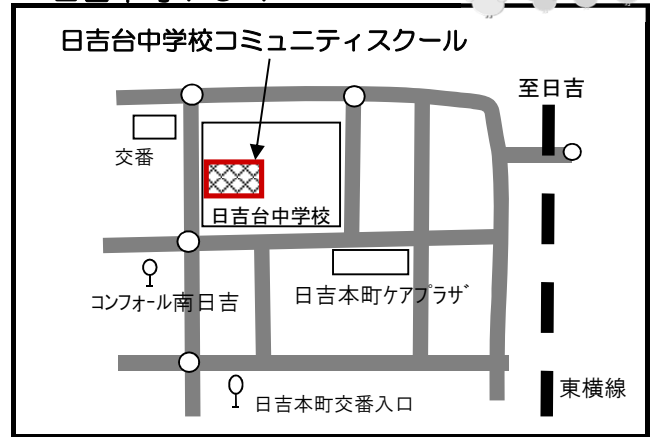 日吉台中学校コミュニティスクール
至日吉
交番
日吉台中学校
コンフォール南日吉
日吉本町ケアプラザ
東横線
日吉本町交番入口